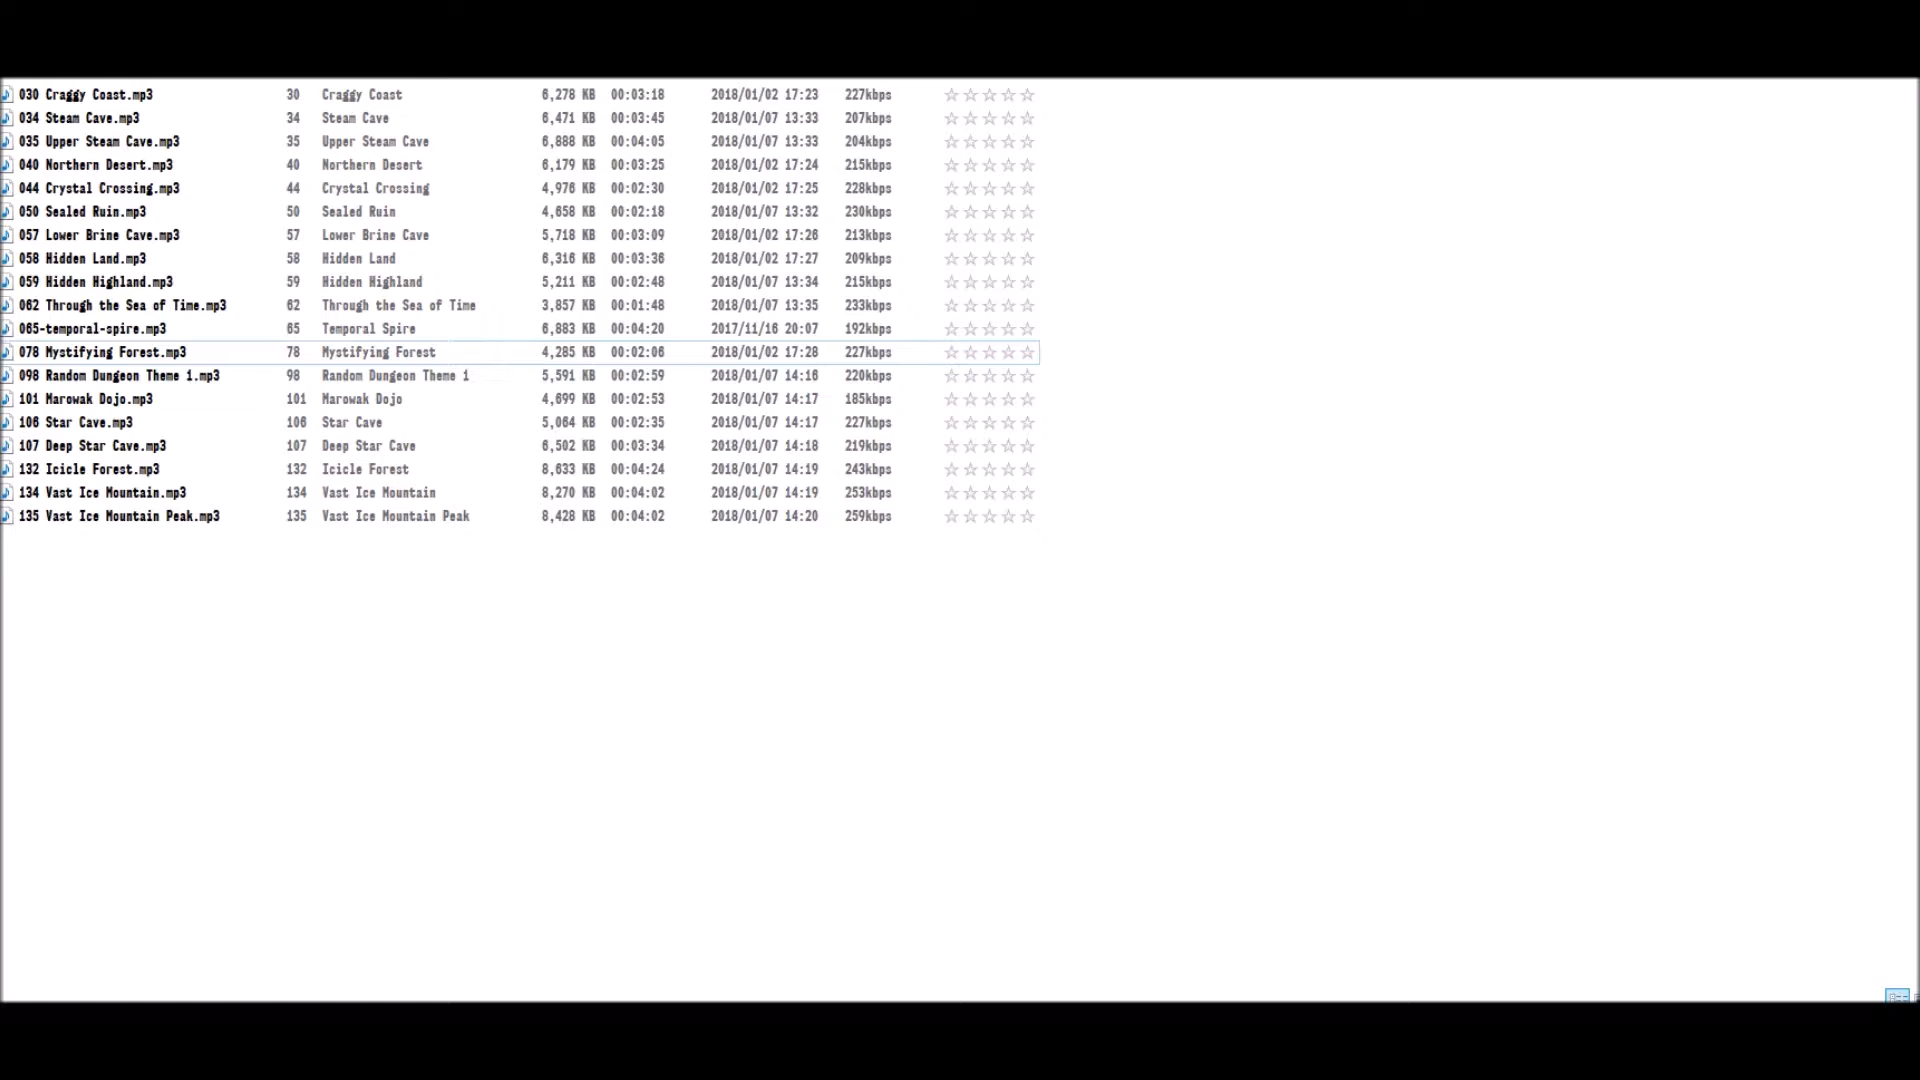 030 Craggy Coast.mp3 30 Craggy Coast 6,278 KB 00:03:18 2018/01/02 17:23 227kbps
034 Steam Cave.mp3 34 Steam Cave 6,471 KB 00:03:45 2018/01/07 13:33 207kbps
035 Upper Steam Cave.mp3 35 Upper Steam Cave 6,888 KB 00:04:05 2018/01/07 13:33 204kbps
040 Northern Desert.mp3 40 Northern Desert 6,179 KB 00:03:25 2018/01/02 17:24 215kbps
044 Crystal Crossing.mp3 44 Crystal Crossing 4,976 KB 00:02:30 2018/01/02 17:25 228kbps
050 Sealed Ruin.mp3 50 Sealed Ruin 4,658 KB 00:02:18 2018/01/07 13:32 230kbps
057 Lower Brine Cave.mp3 57 Lower Brine Cave 5,718 KB 00:03:09 2018/01/02 17:26 213kbps
058 Hidden Land.mp3 58 Hidden Land 6,316 KB 00:03:36 2018/01/02 17:27 209kbps
059 Hidden Highland.mp3 59 Hidden Highland 5,211 KB 00:02:48 2018/01/07 13:34 215kbps
062 Through the Sea of Time.mp3 62 Through the Sea of Time 3,857 KB 00:01:48 2018/01/07 13:35 233kbps
065-temporal-spire.mp3 65 Temporal Spire 6,883 KB 00:04:20 2017/11/16 20:07 192kbps
078 Mystifying Forest.mp3 78 Mystifying Forest 4,285 KB 00:02:06 2018/01/02 17:28 227kbps
098 Random Dungeon Theme 1.mp3 98 Random Dungeon Theme 1 5,591 KB 00:02:59 2018/01/07 14:16 220kbps
101 Marowak Dojo.mp3 101 Marowak Dojo 4,699 KB 00:02:53 2018/01/07 14:17 185kbps
106 Star Cave.mp3 106 Star Cave 5,064 KB 00:02:35 2018/01/07 14:17 227kbps
107 Deep Star Cave.mp3 107 Deep Star Cave 6,502 KB 00:03:34 2018/01/07 14:18 219kbps
132 Icicle Forest.mp3 132 Icicle Forest 8,633 KB 00:04:24 2018/01/07 14:19 243kbps
134 Vast Ice Mountain.mp3 134 Vast Ice Mountain 8,270 KB 00:04:02 2018/01/07 14:19 253kbps
135 Vast Ice Mountain Peak.mp3 135 Vast Ice Mountain Peak 8,428 KB 00:04:02 2018/01/07 14:20 259kbps